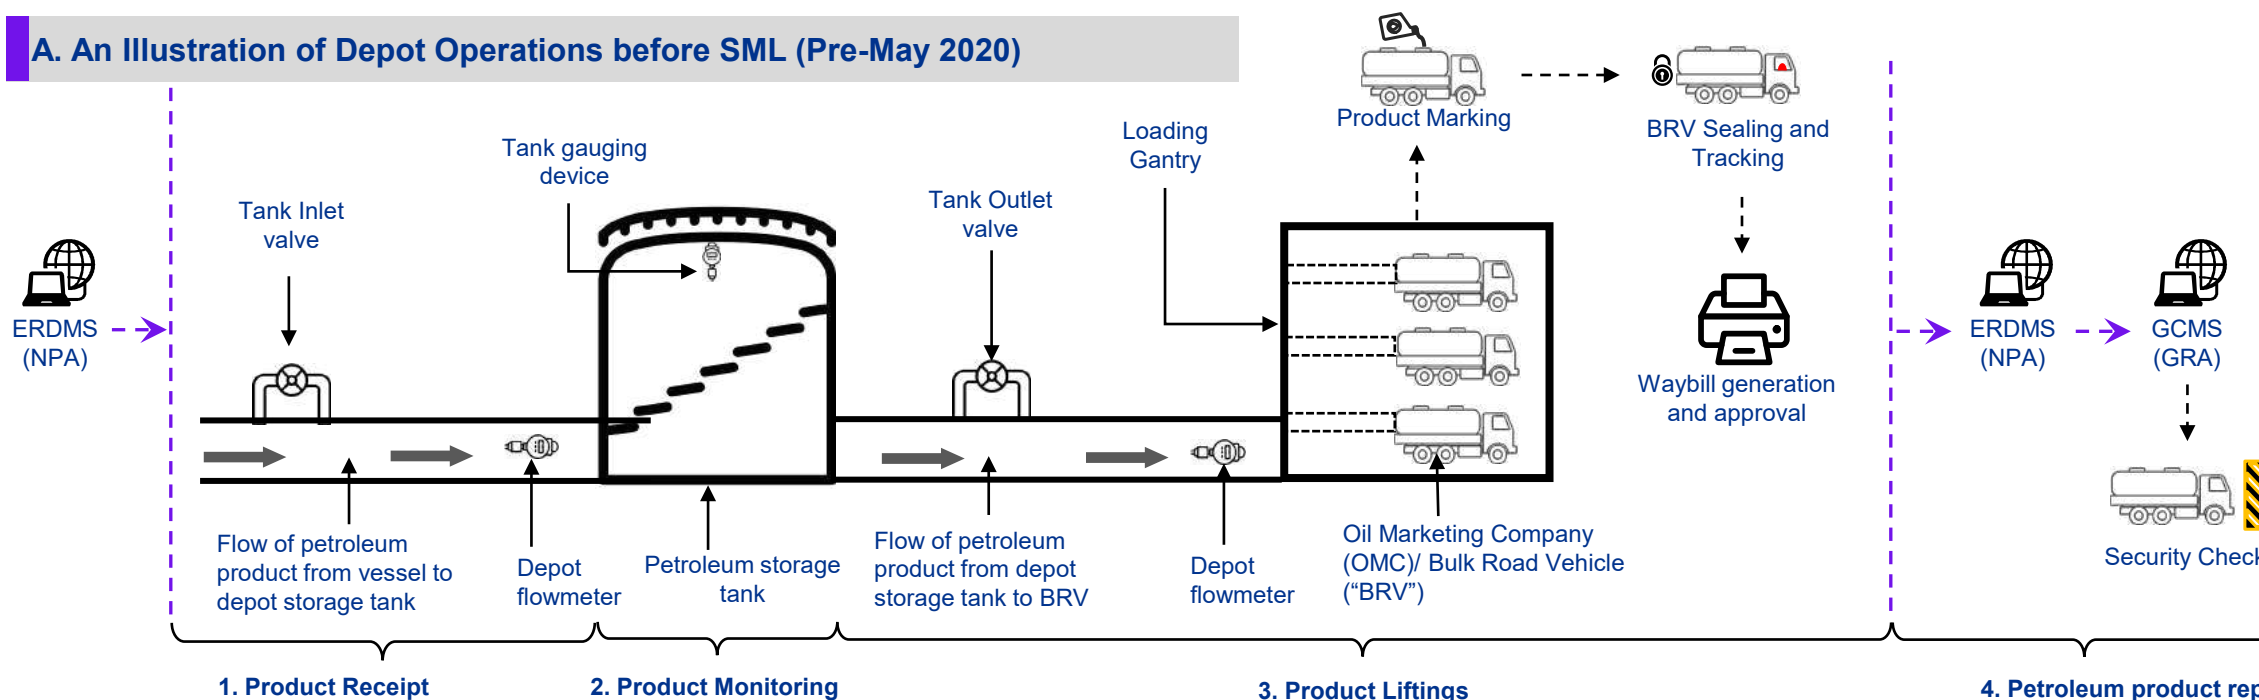 A. An Illustration of Depot Operations before SML (Pre-May 2020)
ERDMS
(NPA)
Tank Inlet
valve
Tank gauging
device
Tank Outlet
valve
Loading
Gantry
Product Marking
BRV Sealing and
Tracking
Waybill generation
and approval
ERDMS
(NPA)
GCMS
(GRA)
Security Check
Flow of petroleum
product from vessel to
depot storage tank
Depot
flowmeter
Petroleum storage
tank
Flow of petroleum
product from depot
storage tank to BRV
Depot
flowmeter
Oil Marketing Company
(OMC)/ Bulk Road Vehicle
(“BRV”)
1. Product Receipt
2. Product Monitoring
3. Product Liftings
4. Petroleum product rep